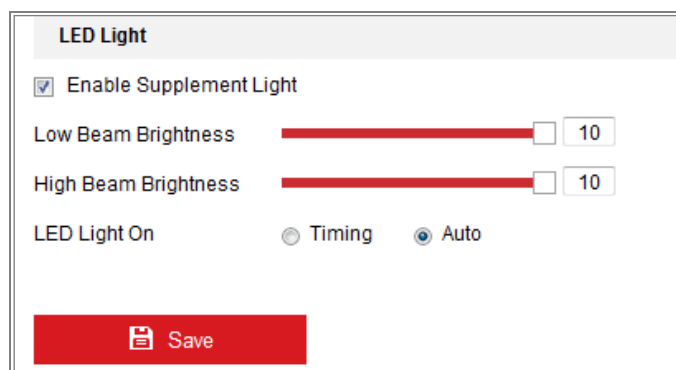 LED Light
Enable Supplement Light
Low Beam Brightness 10
High Beam Brightness 10
LED Light On Timing Auto
Save